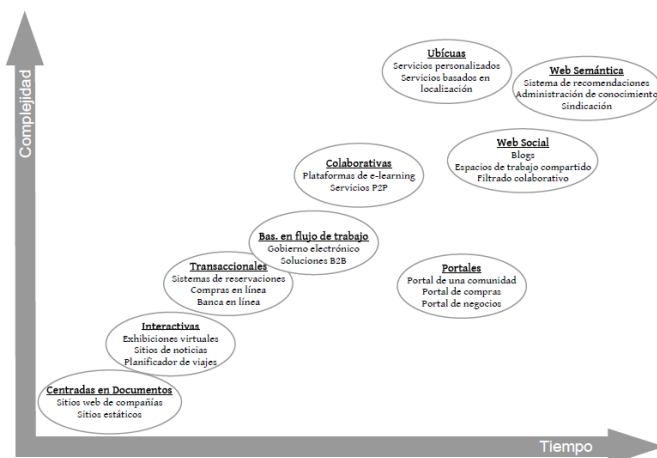 Complejidad
Ubícuas
Servicios personalizados
Servicios basados en
localización
Web Semántica
Sistema de recomendaciones
Administración de conocimiento
Sindicación
Web Social
Blogs
Espacios de trabajo compartido
Filtrado colaborativo
Colaborativas
Plataformas de e-learning
Servicios P2P
Bas. en flujo de trabajo
Gobierno electrónico
Soluciones B2B
Transaccionales
Sistemas de reservaciones
Compras en línea
Banca en línea
Portales
Portal de una comunidad
Portal de compras
Portal de negocios
Interactivas
Exhibiciones virtuales
Sitios de noticias
Planificador de viajes
Centradas en Documentos
Sitios web de compañías
Sitios estáticos
Tiempo